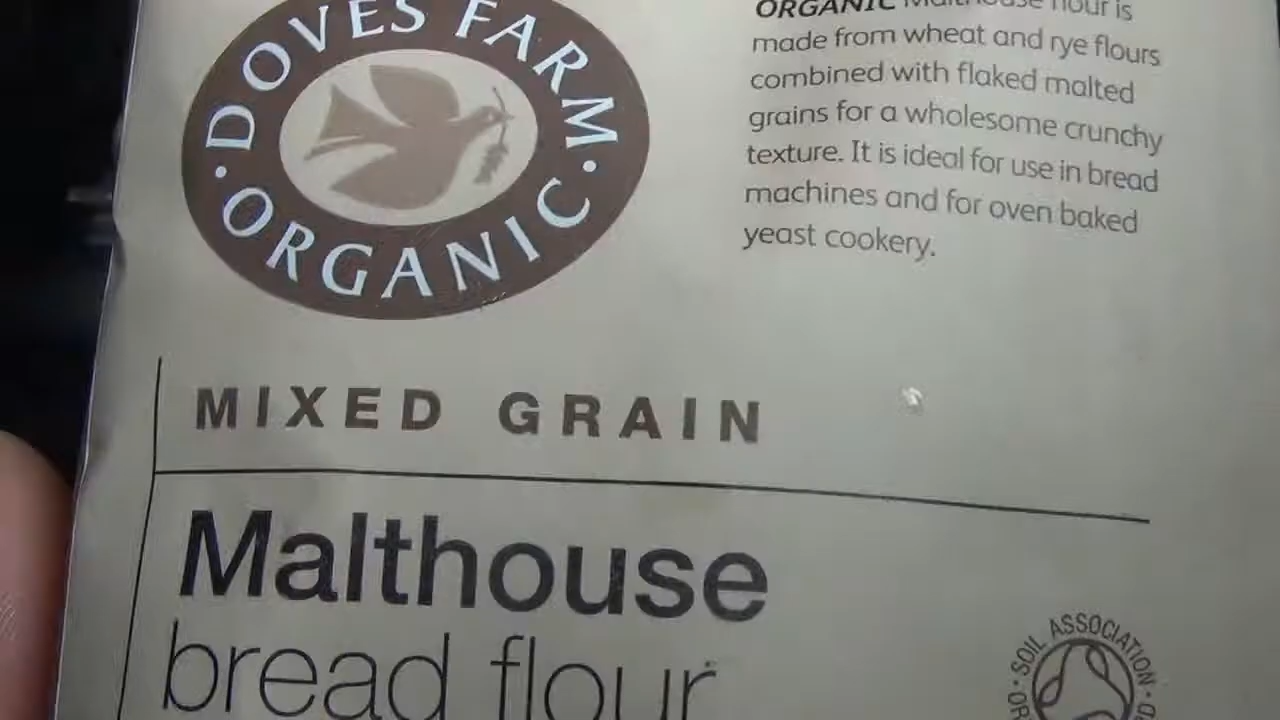 DOVES FARM
ORGANIC
ORGANIC Malthouse flour is
made from wheat and rye flours
combined with flaked malted
grains for a wholesome crunchy
texture. It is ideal for use in bread
machines and for oven baked
yeast cookery.
MIXED GRAIN
Malthouse
bread flour
SOIL ASSOCIATION